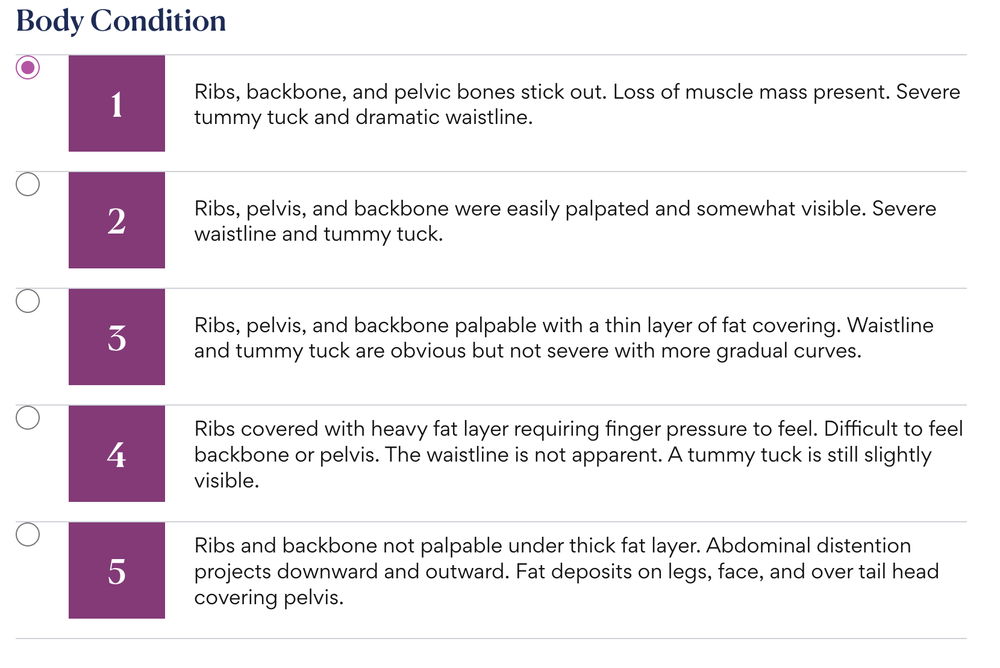 Body Condition
1
Ribs, backbone, and pelvic bones stick out. Loss of muscle mass present. Severe
tummy tuck and dramatic waistline.
2
Ribs, pelvis, and backbone were easily palpated and somewhat visible. Severe
waistline and tummy tuck.
3
Ribs, pelvis, and backbone palpable with a thin layer of fat covering. Waistline
and tummy tuck are obvious but not severe with more gradual curves.
4
Ribs covered with heavy fat layer requiring finger pressure to feel. Difficult to feel
backbone or pelvis. The waistline is not apparent. A tummy tuck is still slightly
visible.
5
Ribs and backbone not palpable under thick fat layer. Abdominal distention
projects downward and outward. Fat deposits on legs, face, and over tail head
covering pelvis.